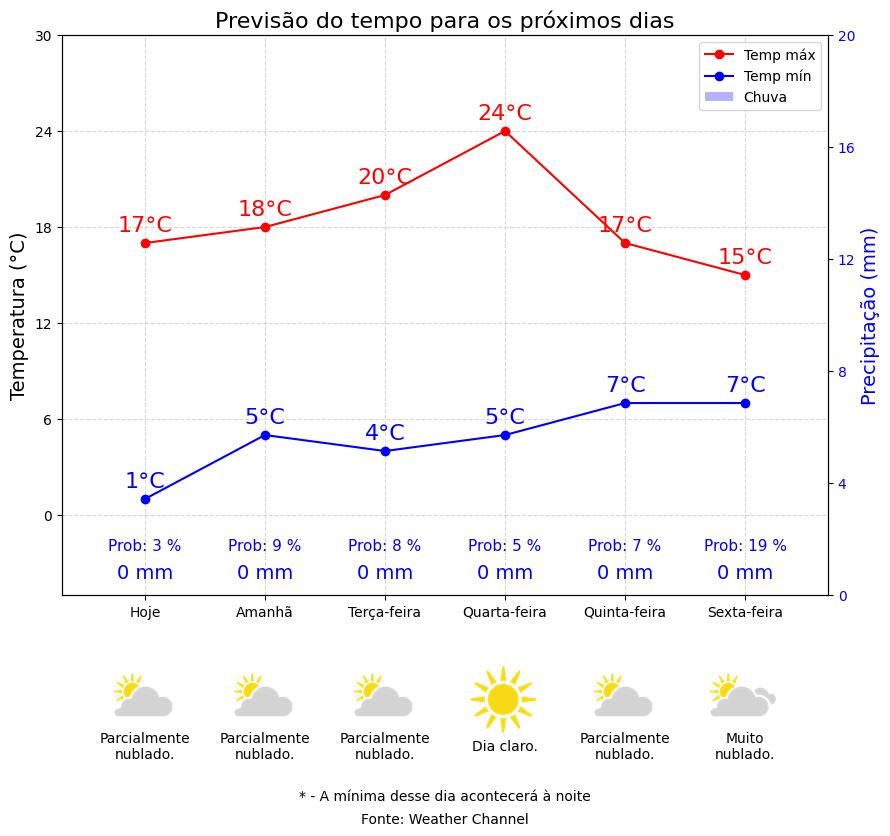 Previsão do tempo para os próximos dias
Temp máx
Temp mín
Chuva
Temperatura (°C)
Precipitação (mm)
30
24
18
12
6
0
20
16
12
8
4
0
17°C
18°C
20°C
24°C
17°C
15°C
1°C
5°C
4°C
5°C
7°C
7°C
Prob: 3 %
Prob: 9 %
Prob: 8 %
Prob: 5 %
Prob: 7 %
Prob: 19 %
0 mm
0 mm
0 mm
0 mm
0 mm
0 mm
Hoje
Amanhã
Terça-feira
Quarta-feira
Quinta-feira
Sexta-feira
Parcialmente
nublado.
Parcialmente
nublado.
Parcialmente
nublado.
Dia claro.
Parcialmente
nublado.
Muito
nublado.
* - A mínima desse dia acontecerá à noite
Fonte: Weather Channel